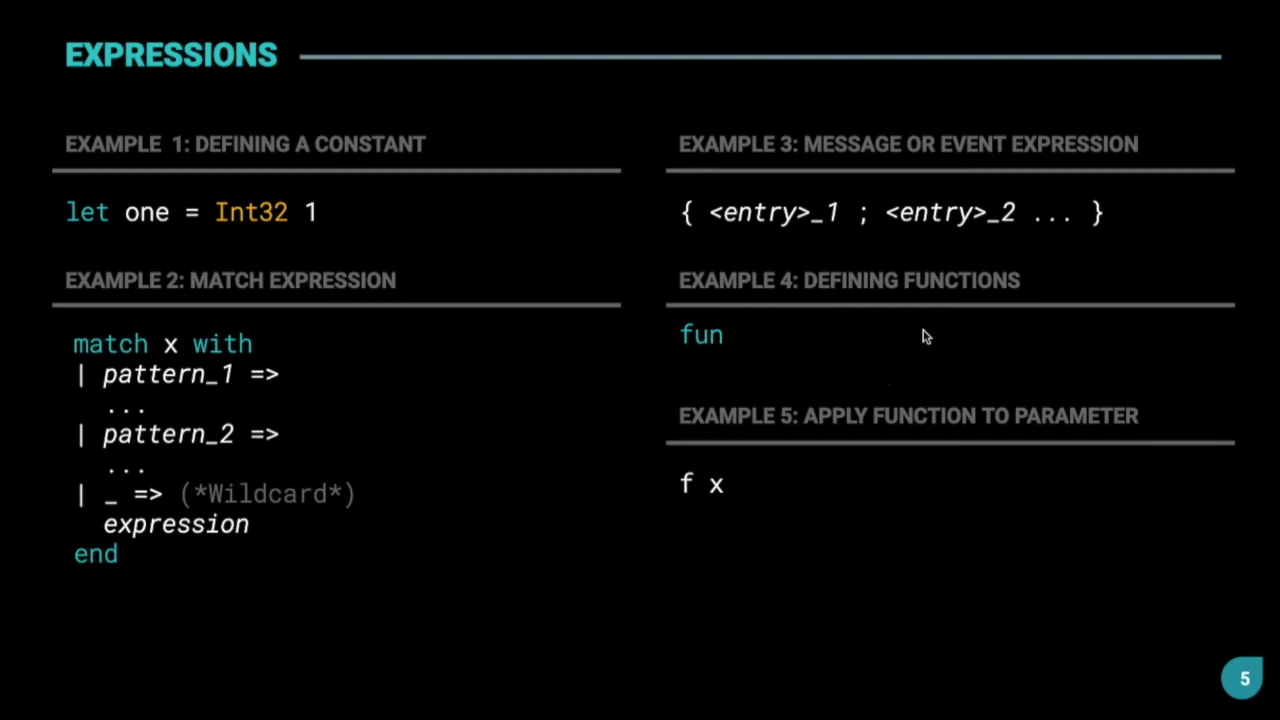 EXPRESSIONS
EXAMPLE 1: DEFINING A CONSTANT
let one = Int32 1
EXAMPLE 2: MATCH EXPRESSION
match x with
| pattern_1 =>
...
| pattern_2 =>
...
| _ => (*Wildcard*)
expression
end
EXAMPLE 3: MESSAGE OR EVENT EXPRESSION
{ <entry>_1 ; <entry>_2 ... }
EXAMPLE 4: DEFINING FUNCTIONS
fun
EXAMPLE 5: APPLY FUNCTION TO PARAMETER
f x
5